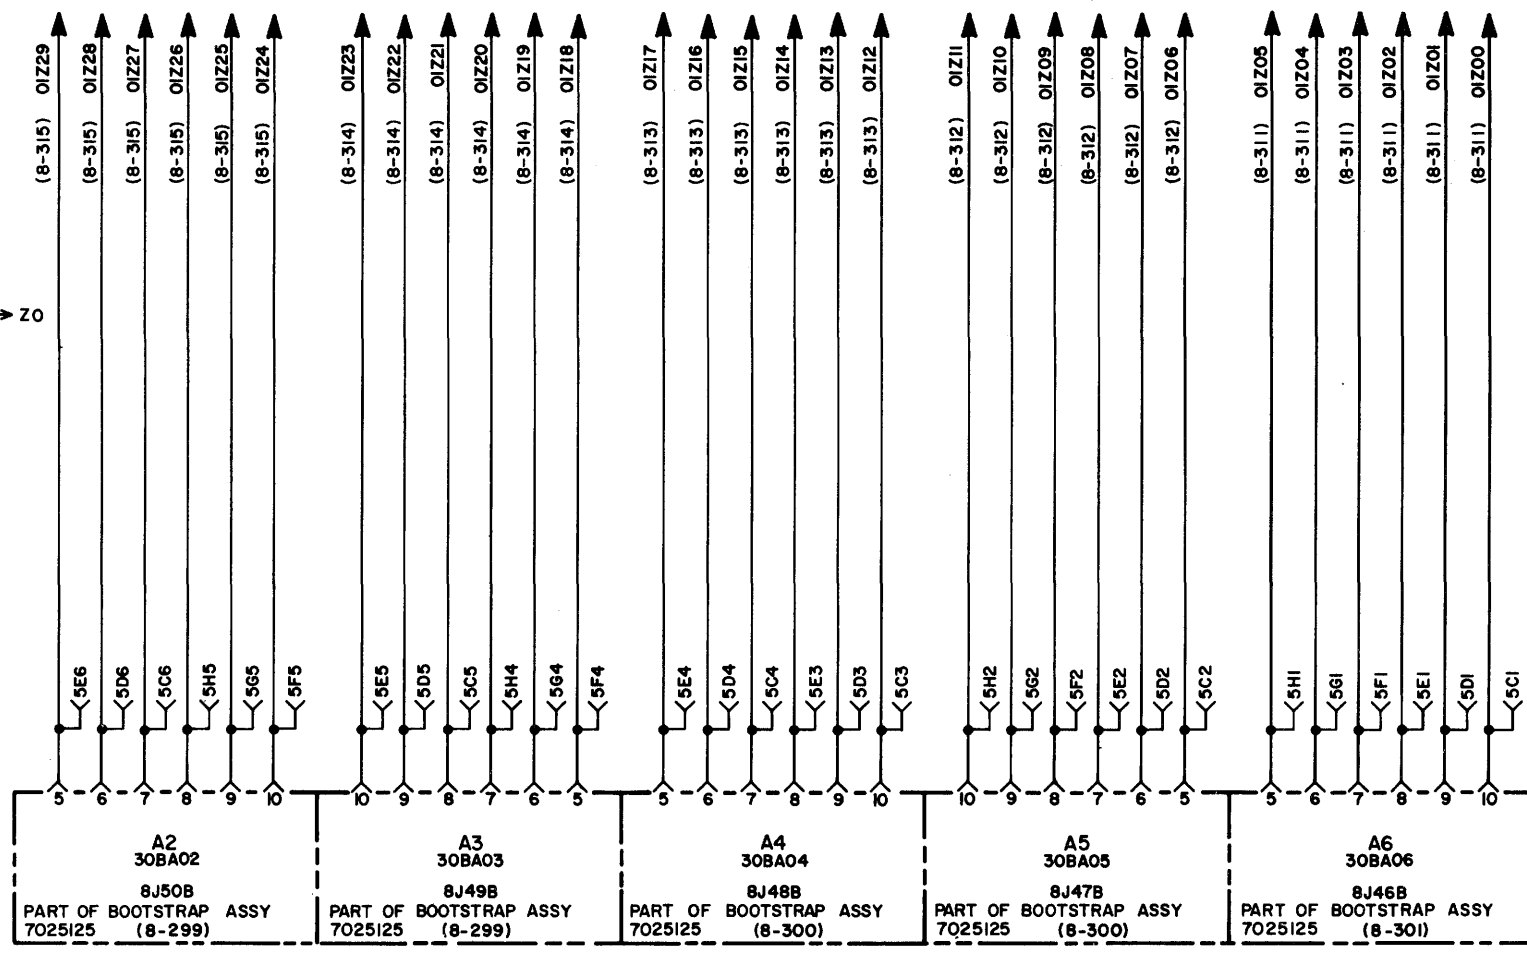 01Z29 01Z28 01Z27 01Z26 01Z25 01Z24 01Z23 01Z22 01Z21 01Z20 01Z19 01Z18 01Z17 01Z16 01Z15 01Z14 01Z13 01Z12 01Z11 01Z10 01Z09 01Z08 01Z07 01Z06 01Z05 01Z04 01Z03 01Z02 01Z01 01Z00
(8-315) (8-315) (8-315) (8-315) (8-315) (8-315) (8-314) (8-314) (8-314) (8-314) (8-314) (8-314) (8-313) (8-313) (8-313) (8-313) (8-313) (8-313) (8-312) (8-312) (8-312) (8-312) (8-312) (8-312) (8-311) (8-311) (8-311) (8-311) (8-311) (8-311)
Z0
5E6 5D6 5C6 5H5 5G5 5F5 5E5 5D5 5C5 5H4 5G4 5F4 5E4 5D4 5C4 5E3 5D3 5C3 5H2 5G2 5F2 5E2 5D2 5C2 5H1 5G1 5F1 5E1 5D1 5C1
5 6 7 8 9 10 10 9 8 7 6 5 5 6 7 8 9 10 10 9 8 7 6 5 5 6 7 8 9 10
A2
30BA02
8J50B
PART OF BOOTSTRAP ASSY
7025125 (8-299)
A3
30BA03
8J49B
PART OF BOOTSTRAP ASSY
7025125 (8-299)
A4
30BA04
8J48B
PART OF BOOTSTRAP ASSY
7025125 (8-300)
A5
30BA05
8J47B
PART OF BOOTSTRAP ASSY
7025125 (8-300)
A6
30BA06
8J46B
PART OF BOOTSTRAP ASSY
7025125 (8-301)